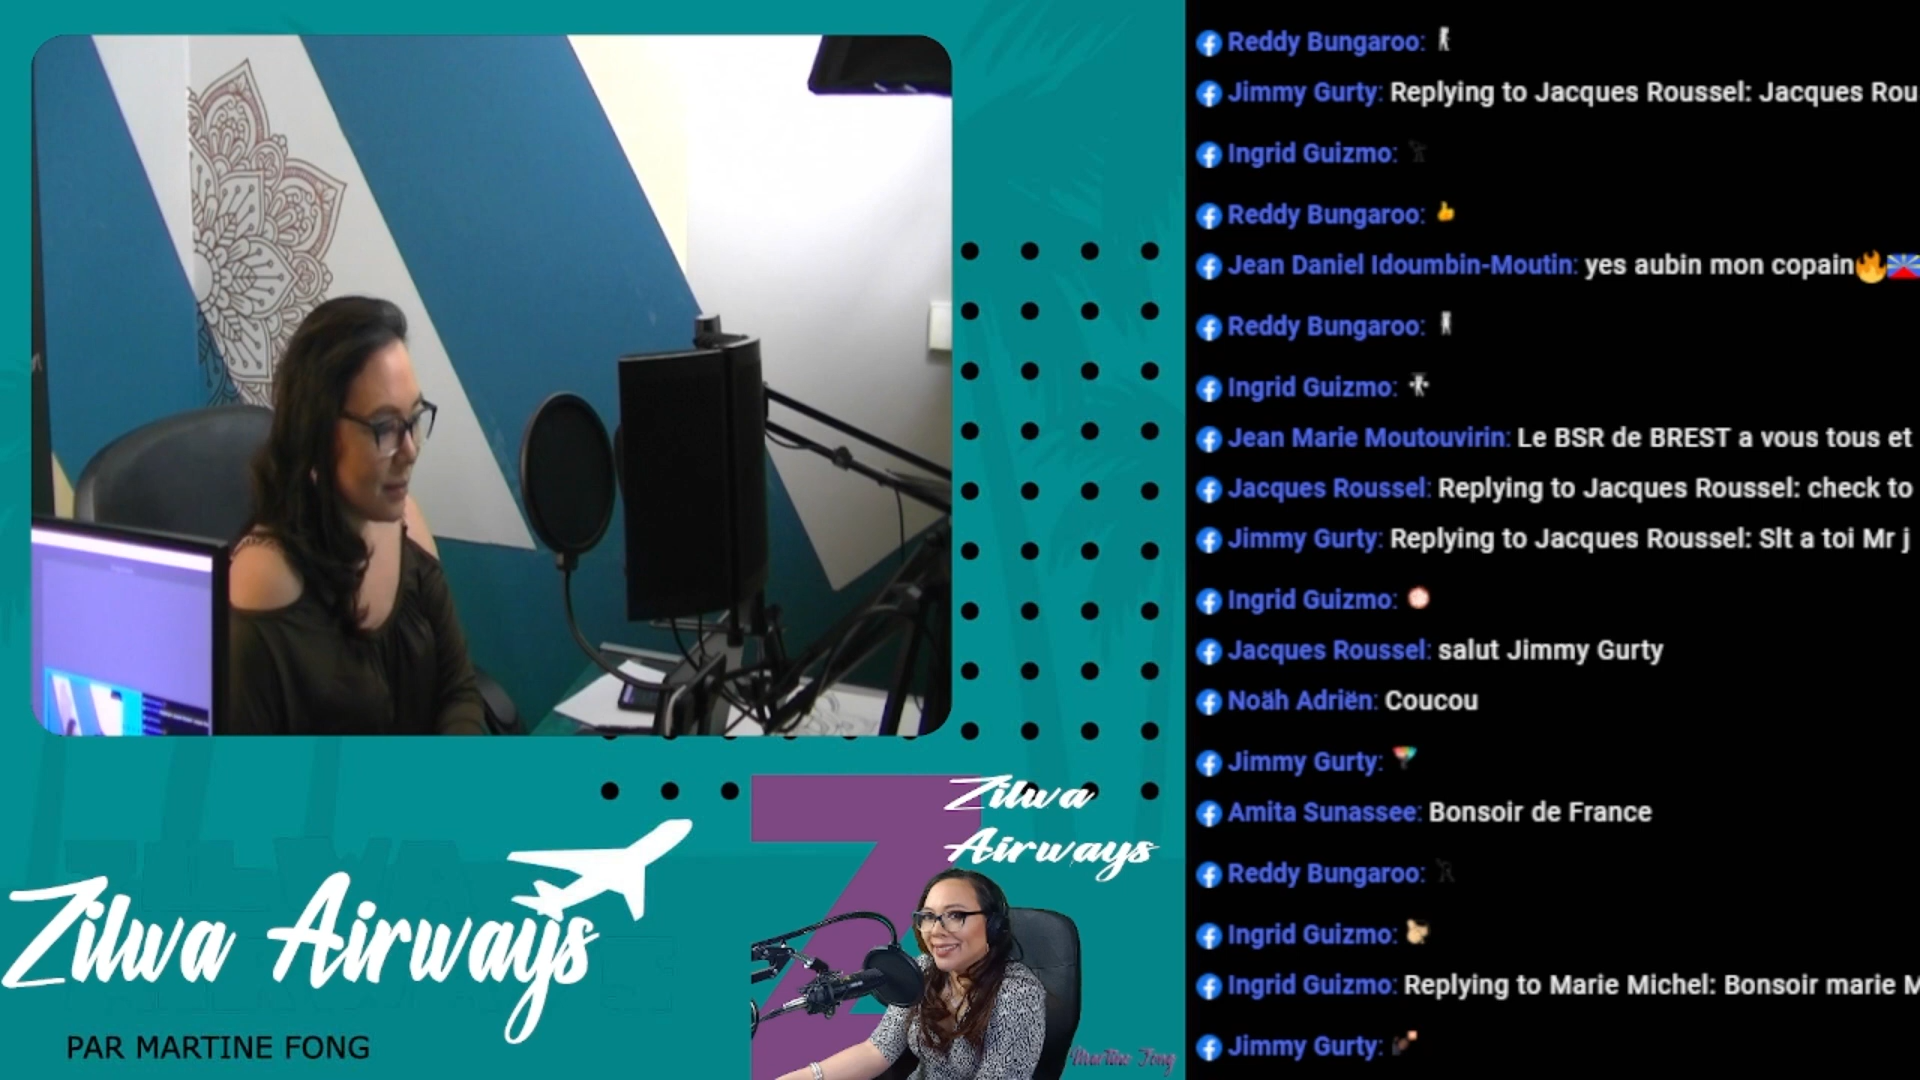 Reddy Bungaroo:
Jimmy Gurty: Replying to Jacques Roussel: Jacques Rou
Ingrid Guizmo:
Reddy Bungaroo: 👍
Jean Daniel Idoumbin-Moutin: yes aubin mon copain🔥
Reddy Bungaroo:
Ingrid Guizmo:
Jean Marie Moutouvirin: Le BSR de BREST a vous tous et
Jacques Roussel: Replying to Jacques Roussel: check to
Jimmy Gurty: Replying to Jacques Roussel: Slt a toi Mr j
Ingrid Guizmo:
Jacques Roussel: salut Jimmy Gurty
Noäh Adriën: Coucou
Jimmy Gurty:
Amita Sunassee: Bonsoir de France
Reddy Bungaroo:
Ingrid Guizmo:
Ingrid Guizmo: Replying to Marie Michel: Bonsoir marie M
Jimmy Gurty:
Zilwa Airways
PAR MARTINE FONG
Zilwa
Airways
Martine Fong